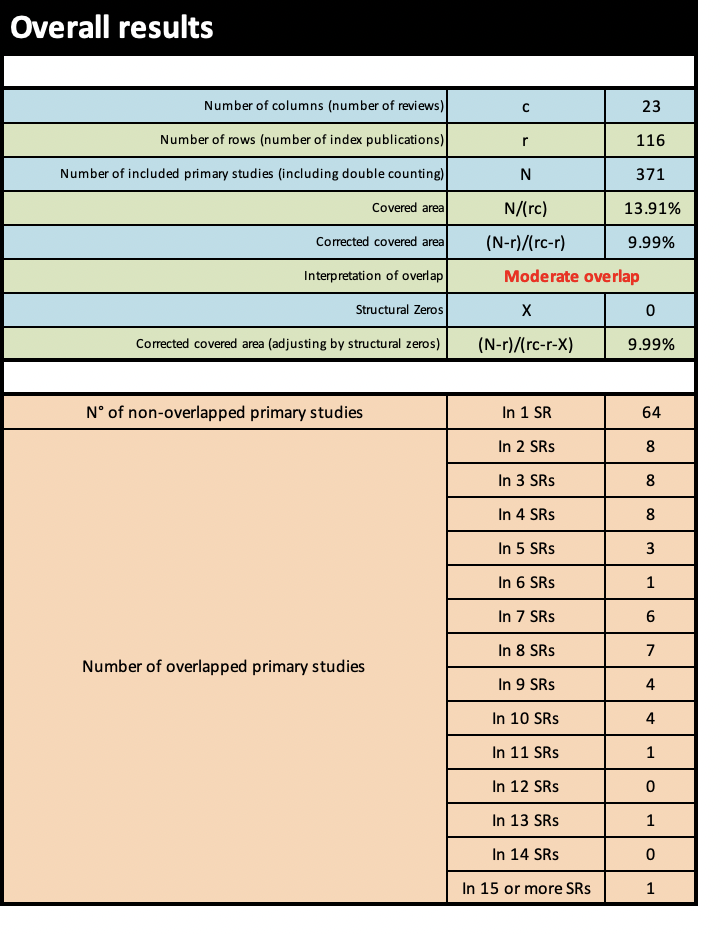 Overall results
Number of columns (number of reviews) c 23
Number of rows (number of index publications) r 116
Number of included primary studies (including double counting) N 371
Covered area N/(rc) 13.91%
Corrected covered area (N-r)/(rc-r) 9.99%
Interpretation of overlap Moderate overlap
Structural Zeros X 0
Corrected covered area (adjusting by structural zeros) (N-r)/(rc-r-X) 9.99%
N° of non-overlapped primary studies In 1 SR 64
In 2 SRs 8
In 3 SRs 8
In 4 SRs 8
In 5 SRs 3
In 6 SRs 1
In 7 SRs 6
Number of overlapped primary studies In 8 SRs 7
In 9 SRs 4
In 10 SRs 4
In 11 SRs 1
In 12 SRs 0
In 13 SRs 1
In 14 SRs 0
In 15 or more SRs 1